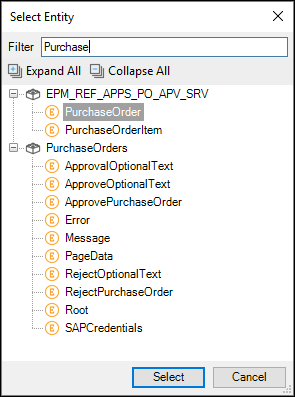 Select Entity
Filter Purchase
Expand All Collapse All
EPM_REF_APPS_PO_APV_SRV
PurchaseOrder
PurchaseOrderItem
PurchaseOrders
ApprovalOptionalText
ApproveOptionalText
ApprovePurchaseOrder
Error
Message
PageData
RejectOptionalText
RejectPurchaseOrder
Root
SAPCredentials
Select Cancel